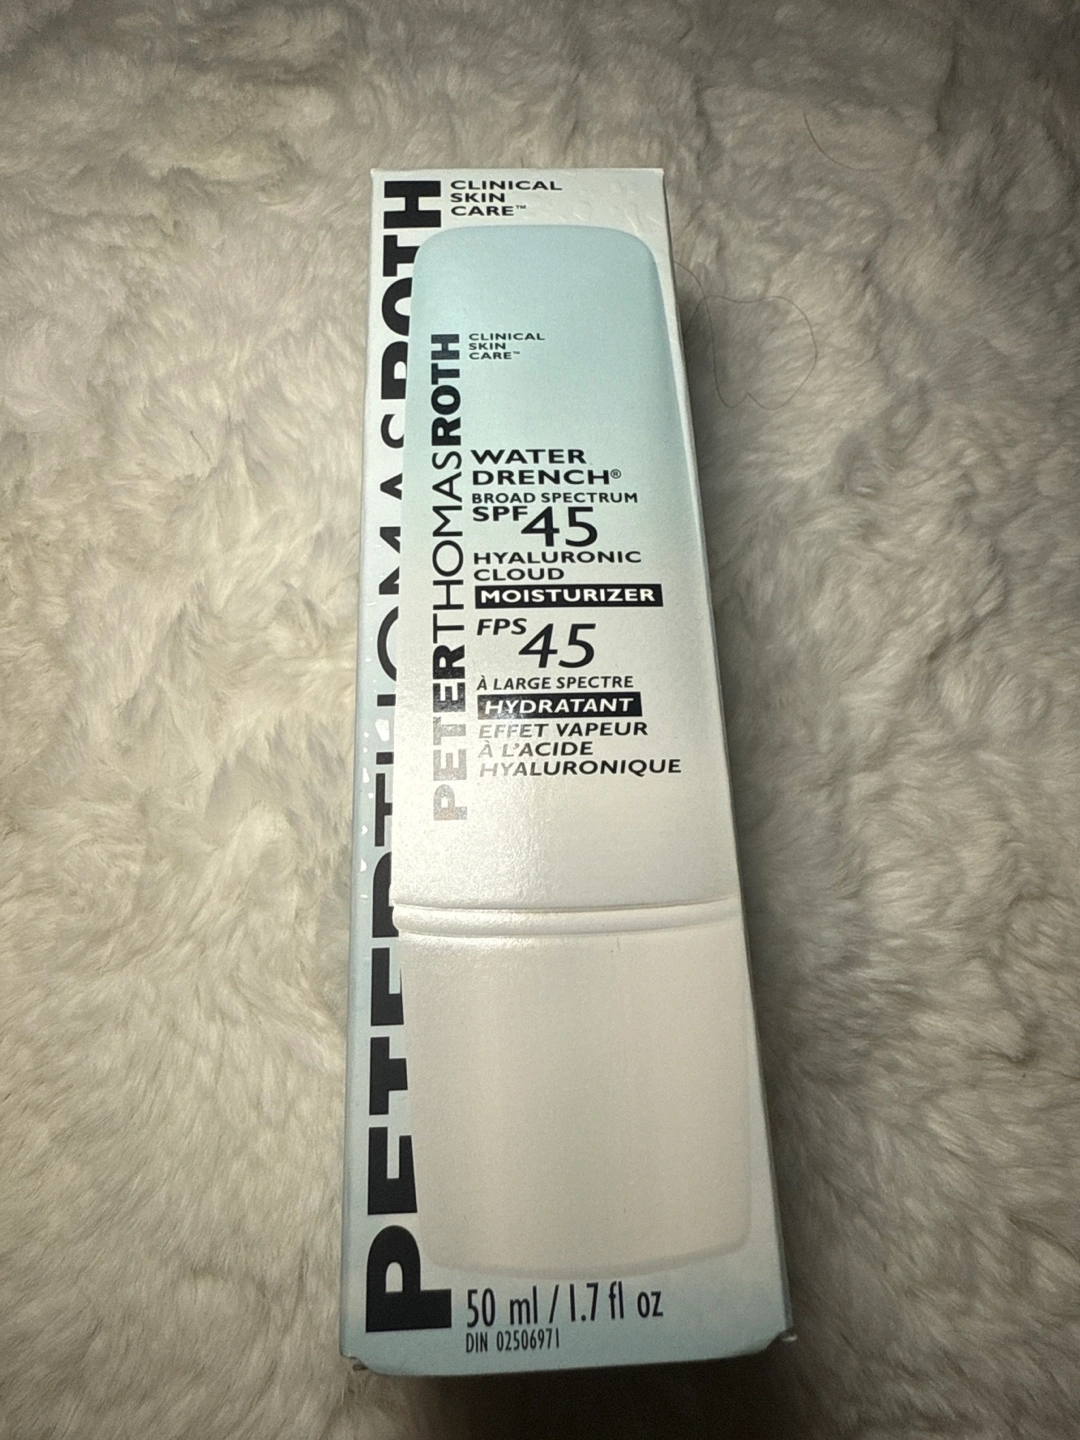 PETERTHOMASROTH
CLINICAL
SKIN
CARE™
PETERTHOMASROTH
CLINICAL
SKIN
CARE™
WATER
DRENCH®
BROAD SPECTRUM
SPF 45
HYALURONIC
CLOUD
MOISTURIZER
FPS 45
À LARGE SPECTRE
HYDRATANT
EFFET VAPEUR
À L'ACIDE
HYALURONIQUE
50 ml / 1.7 fl oz
DIN 02506971